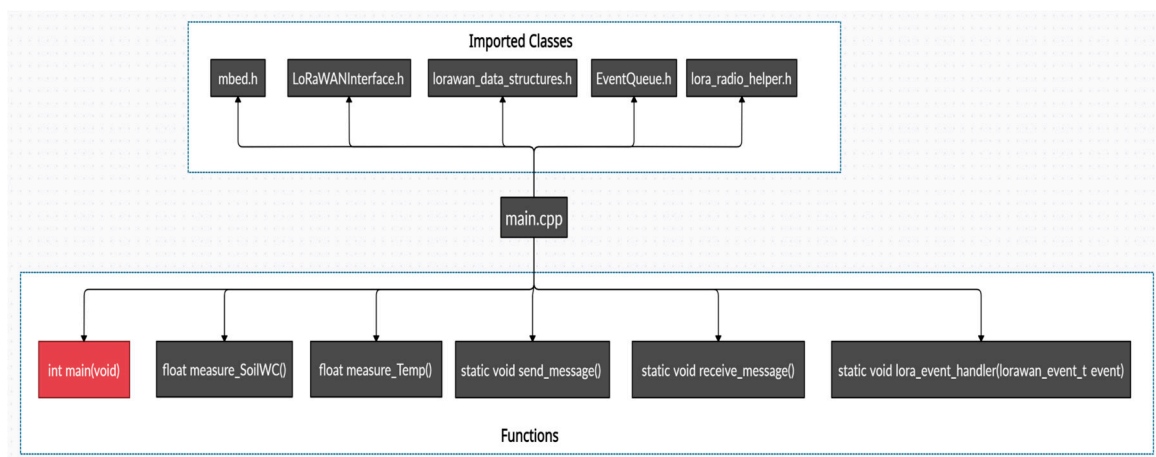 Imported Classes
mbed.h
LoRaWANInterface.h
lorawan_data_structures.h
EventQueue.h
lora_radio_helper.h
main.cpp
int main(void)
float measure_SoilWC()
float measure_Temp()
static void send_message()
static void receive_message()
static void lora_event_handler(lorawan_event_t event)
Functions